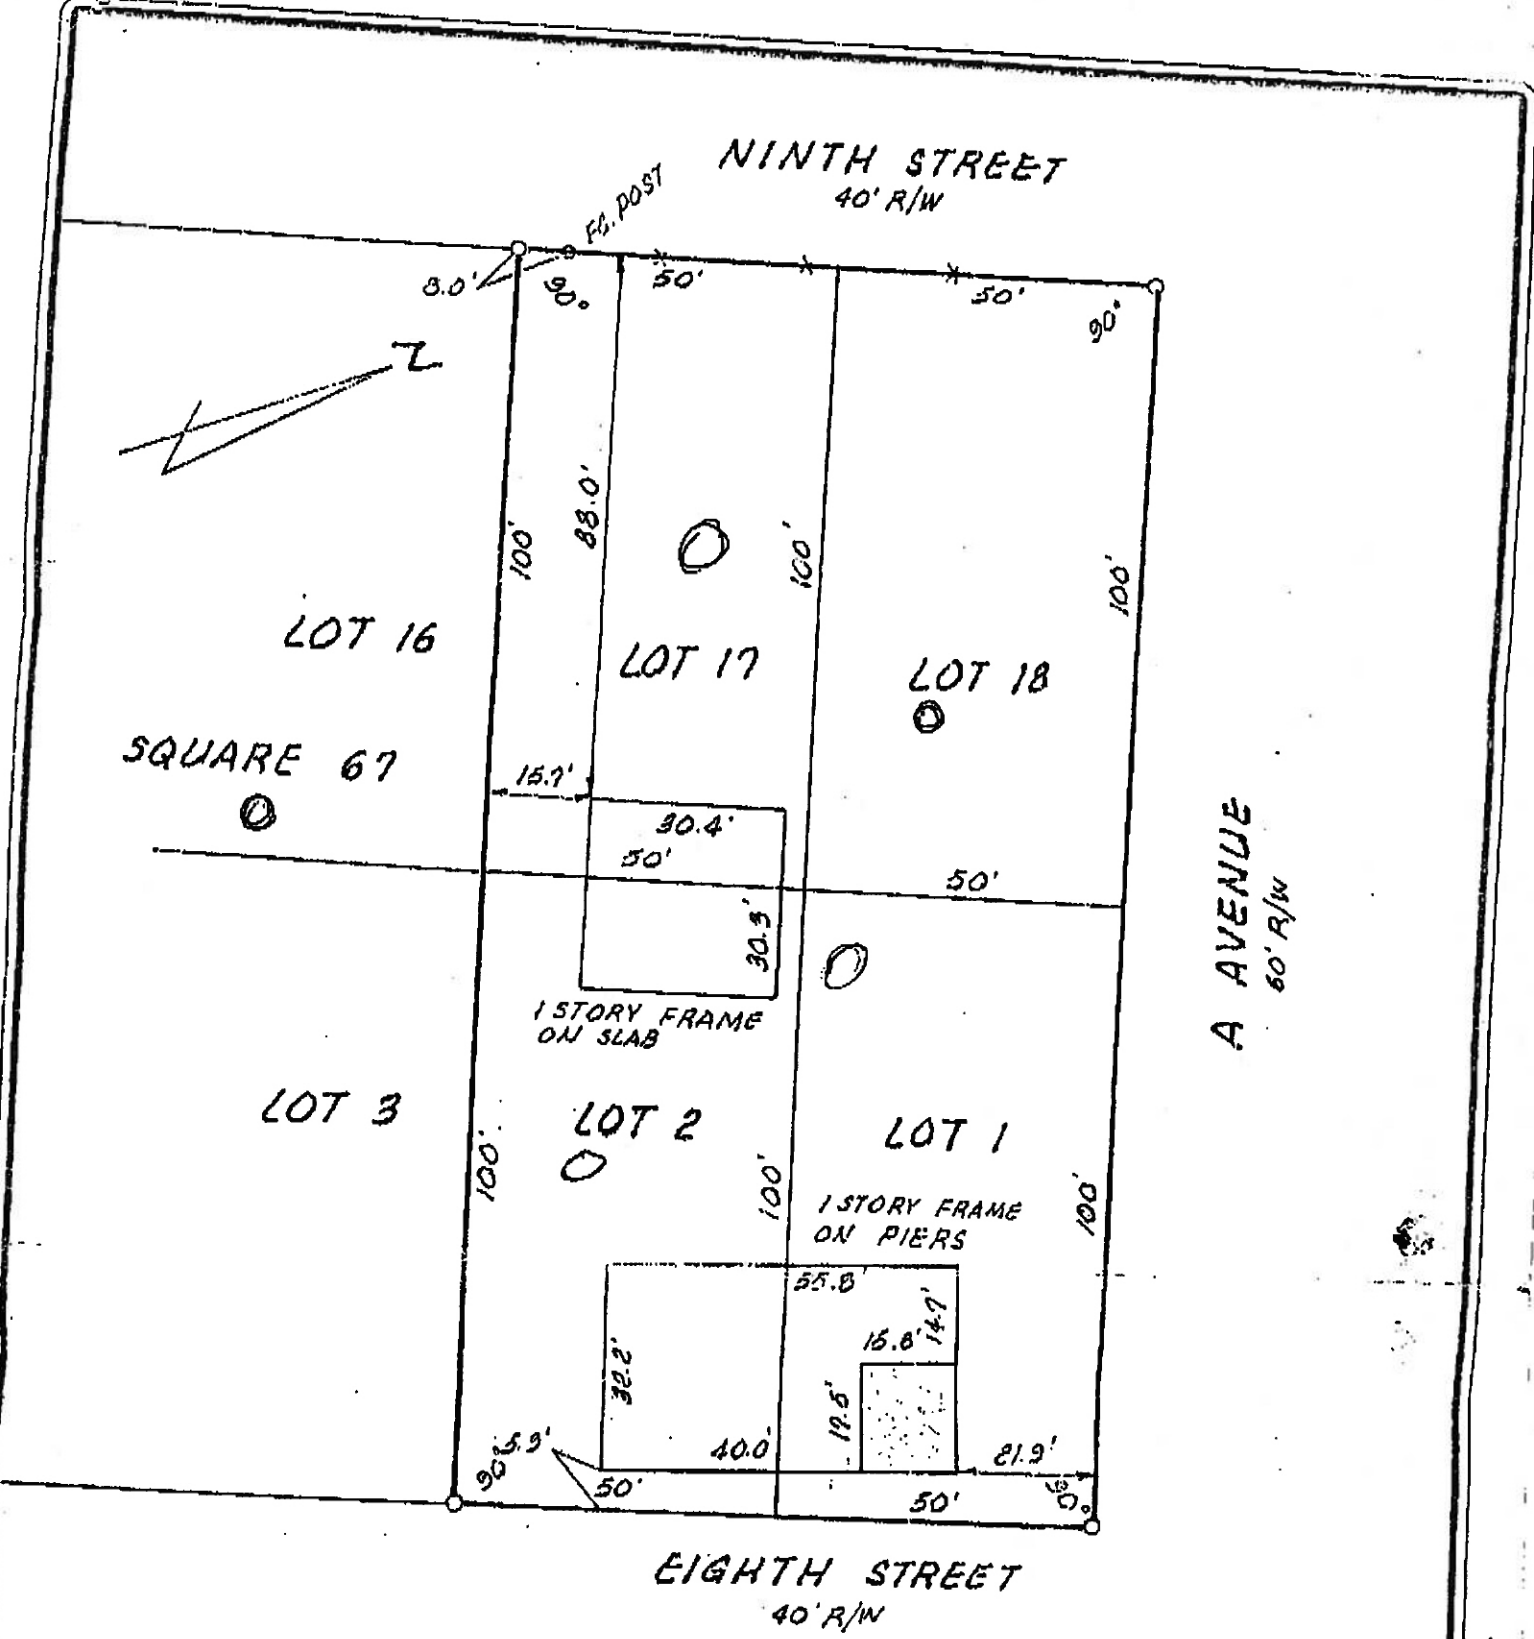 NINTH STREET
40' R/W
FC. POST
8.0'
90°
50'
50'
90°
Z
88.0'
100'
100'
100'
LOT 16
LOT 17
LOT 18
SQUARE 67
15.7'
30.4'
50'
50'
30.3'
A AVENUE
60' R/W
1 STORY FRAME
ON SLAB
LOT 3
LOT 2
LOT 1
100'
100'
100'
1 STORY FRAME
ON PIERS
55.8'
14.7'
15.8'
32.2'
17.5'
5.9'
40.0'
21.9'
90°
50'
50'
90°
EIGHTH STREET
40' R/W